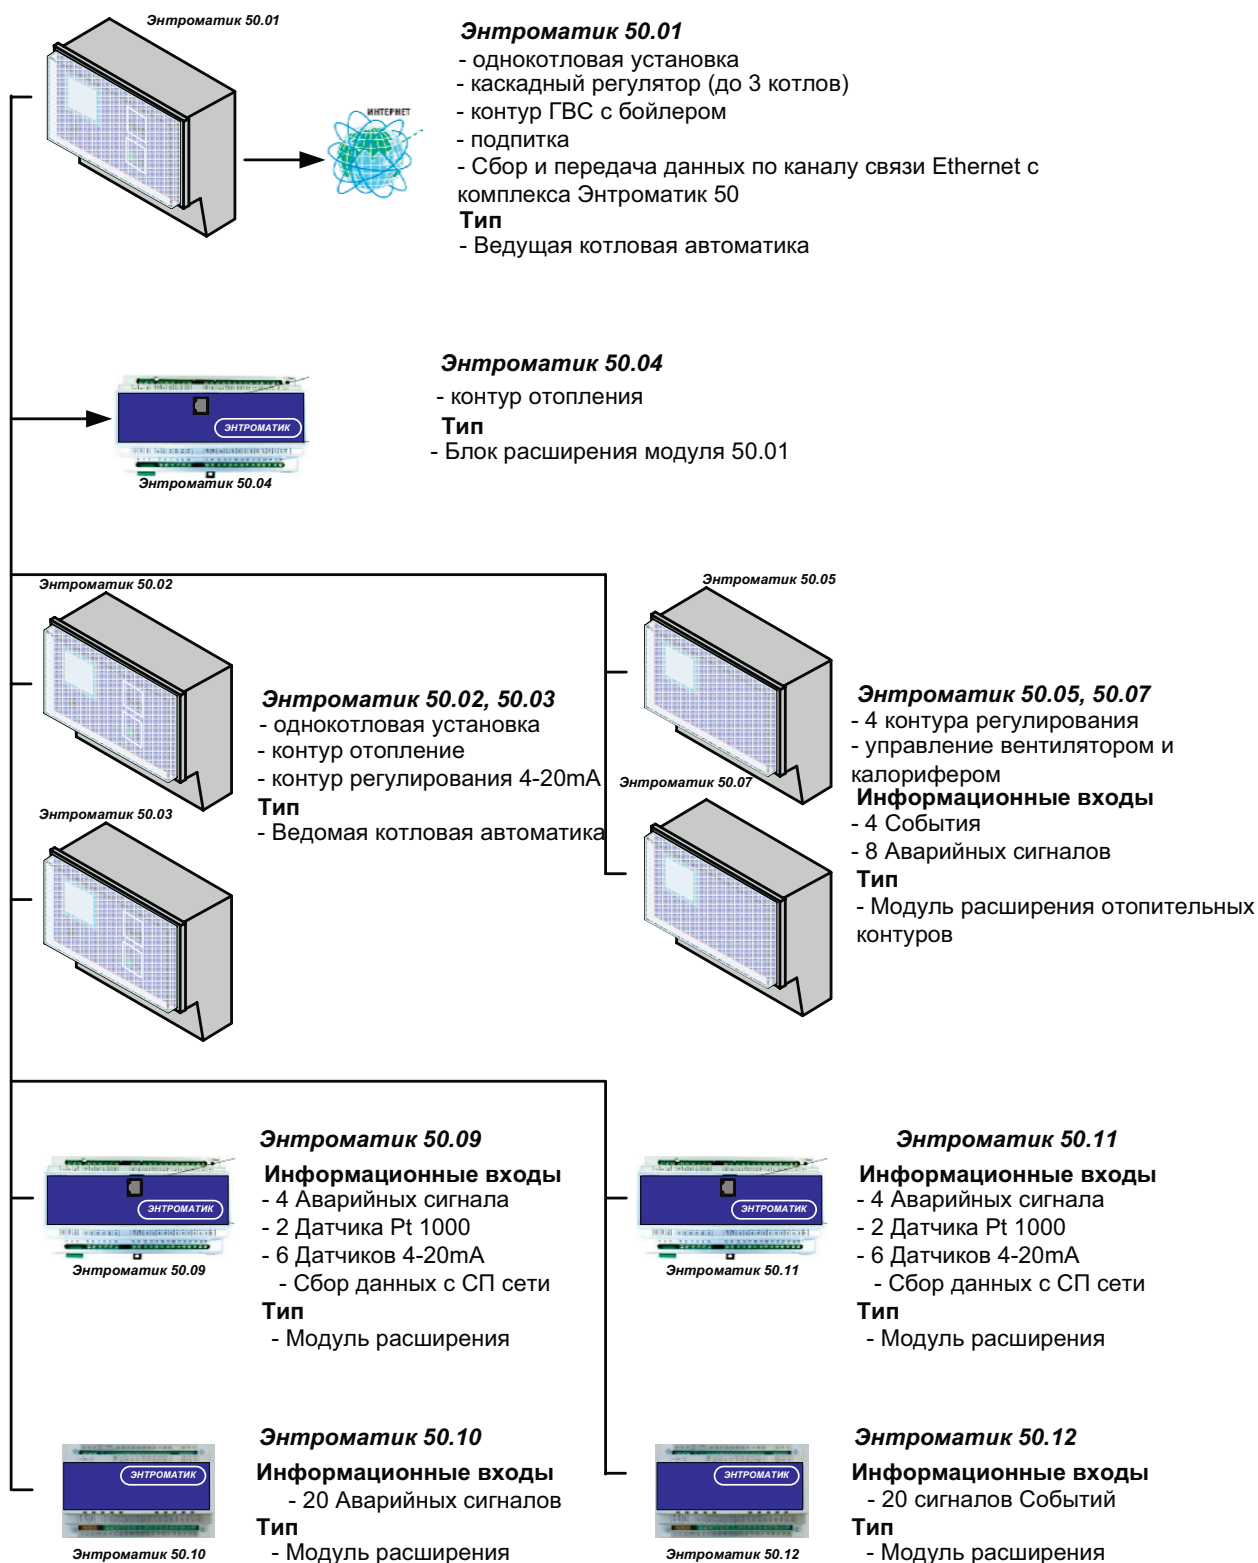 Энтроматик 50.01
Энтроматик 50.01
- однокотловая установка
- каскадный регулятор (до 3 котлов)
- контур ГВС с бойлером
- подпитка
- Сбор и передача данных по каналу связи Ethernet с
комплекса Энтроматик 50
Тип
- Ведущая котловая автоматика
ИНТЕРНЕТ
Энтроматик 50.04
- контур отопления
Тип
- Блок расширения модуля 50.01
ЭНТРОМАТИК
Энтроматик 50.04
Энтроматик 50.02
Энтроматик 50.02, 50.03
- однокотловая установка
- контур отопление
- контур регулирования 4-20mA
Тип
- Ведомая котловая автоматика
Энтроматик 50.03
Энтроматик 50.05
Энтроматик 50.05, 50.07
- 4 контура регулирования
- управление вентилятором и
калорифером
Информационные входы
- 4 События
- 8 Аварийных сигналов
Тип
- Модуль расширения отопительных
контуров
Энтроматик 50.07
Энтроматик 50.09
Информационные входы
- 4 Аварийных сигнала
- 2 Датчика Pt 1000
- 6 Датчиков 4-20mA
- Сбор данных с СП сети
Тип
- Модуль расширения
ЭНТРОМАТИК
Энтроматик 50.09
Энтроматик 50.11
Информационные входы
- 4 Аварийных сигнала
- 2 Датчика Pt 1000
- 6 Датчиков 4-20mA
- Сбор данных с СП сети
Тип
- Модуль расширения
ЭНТРОМАТИК
Энтроматик 50.11
Энтроматик 50.10
Информационные входы
- 20 Аварийных сигналов
Тип
- Модуль расширения
ЭНТРОМАТИК
Энтроматик 50.10
Энтроматик 50.12
Информационные входы
- 20 сигналов Событий
Тип
- Модуль расширения
ЭНТРОМАТИК
Энтроматик 50.12